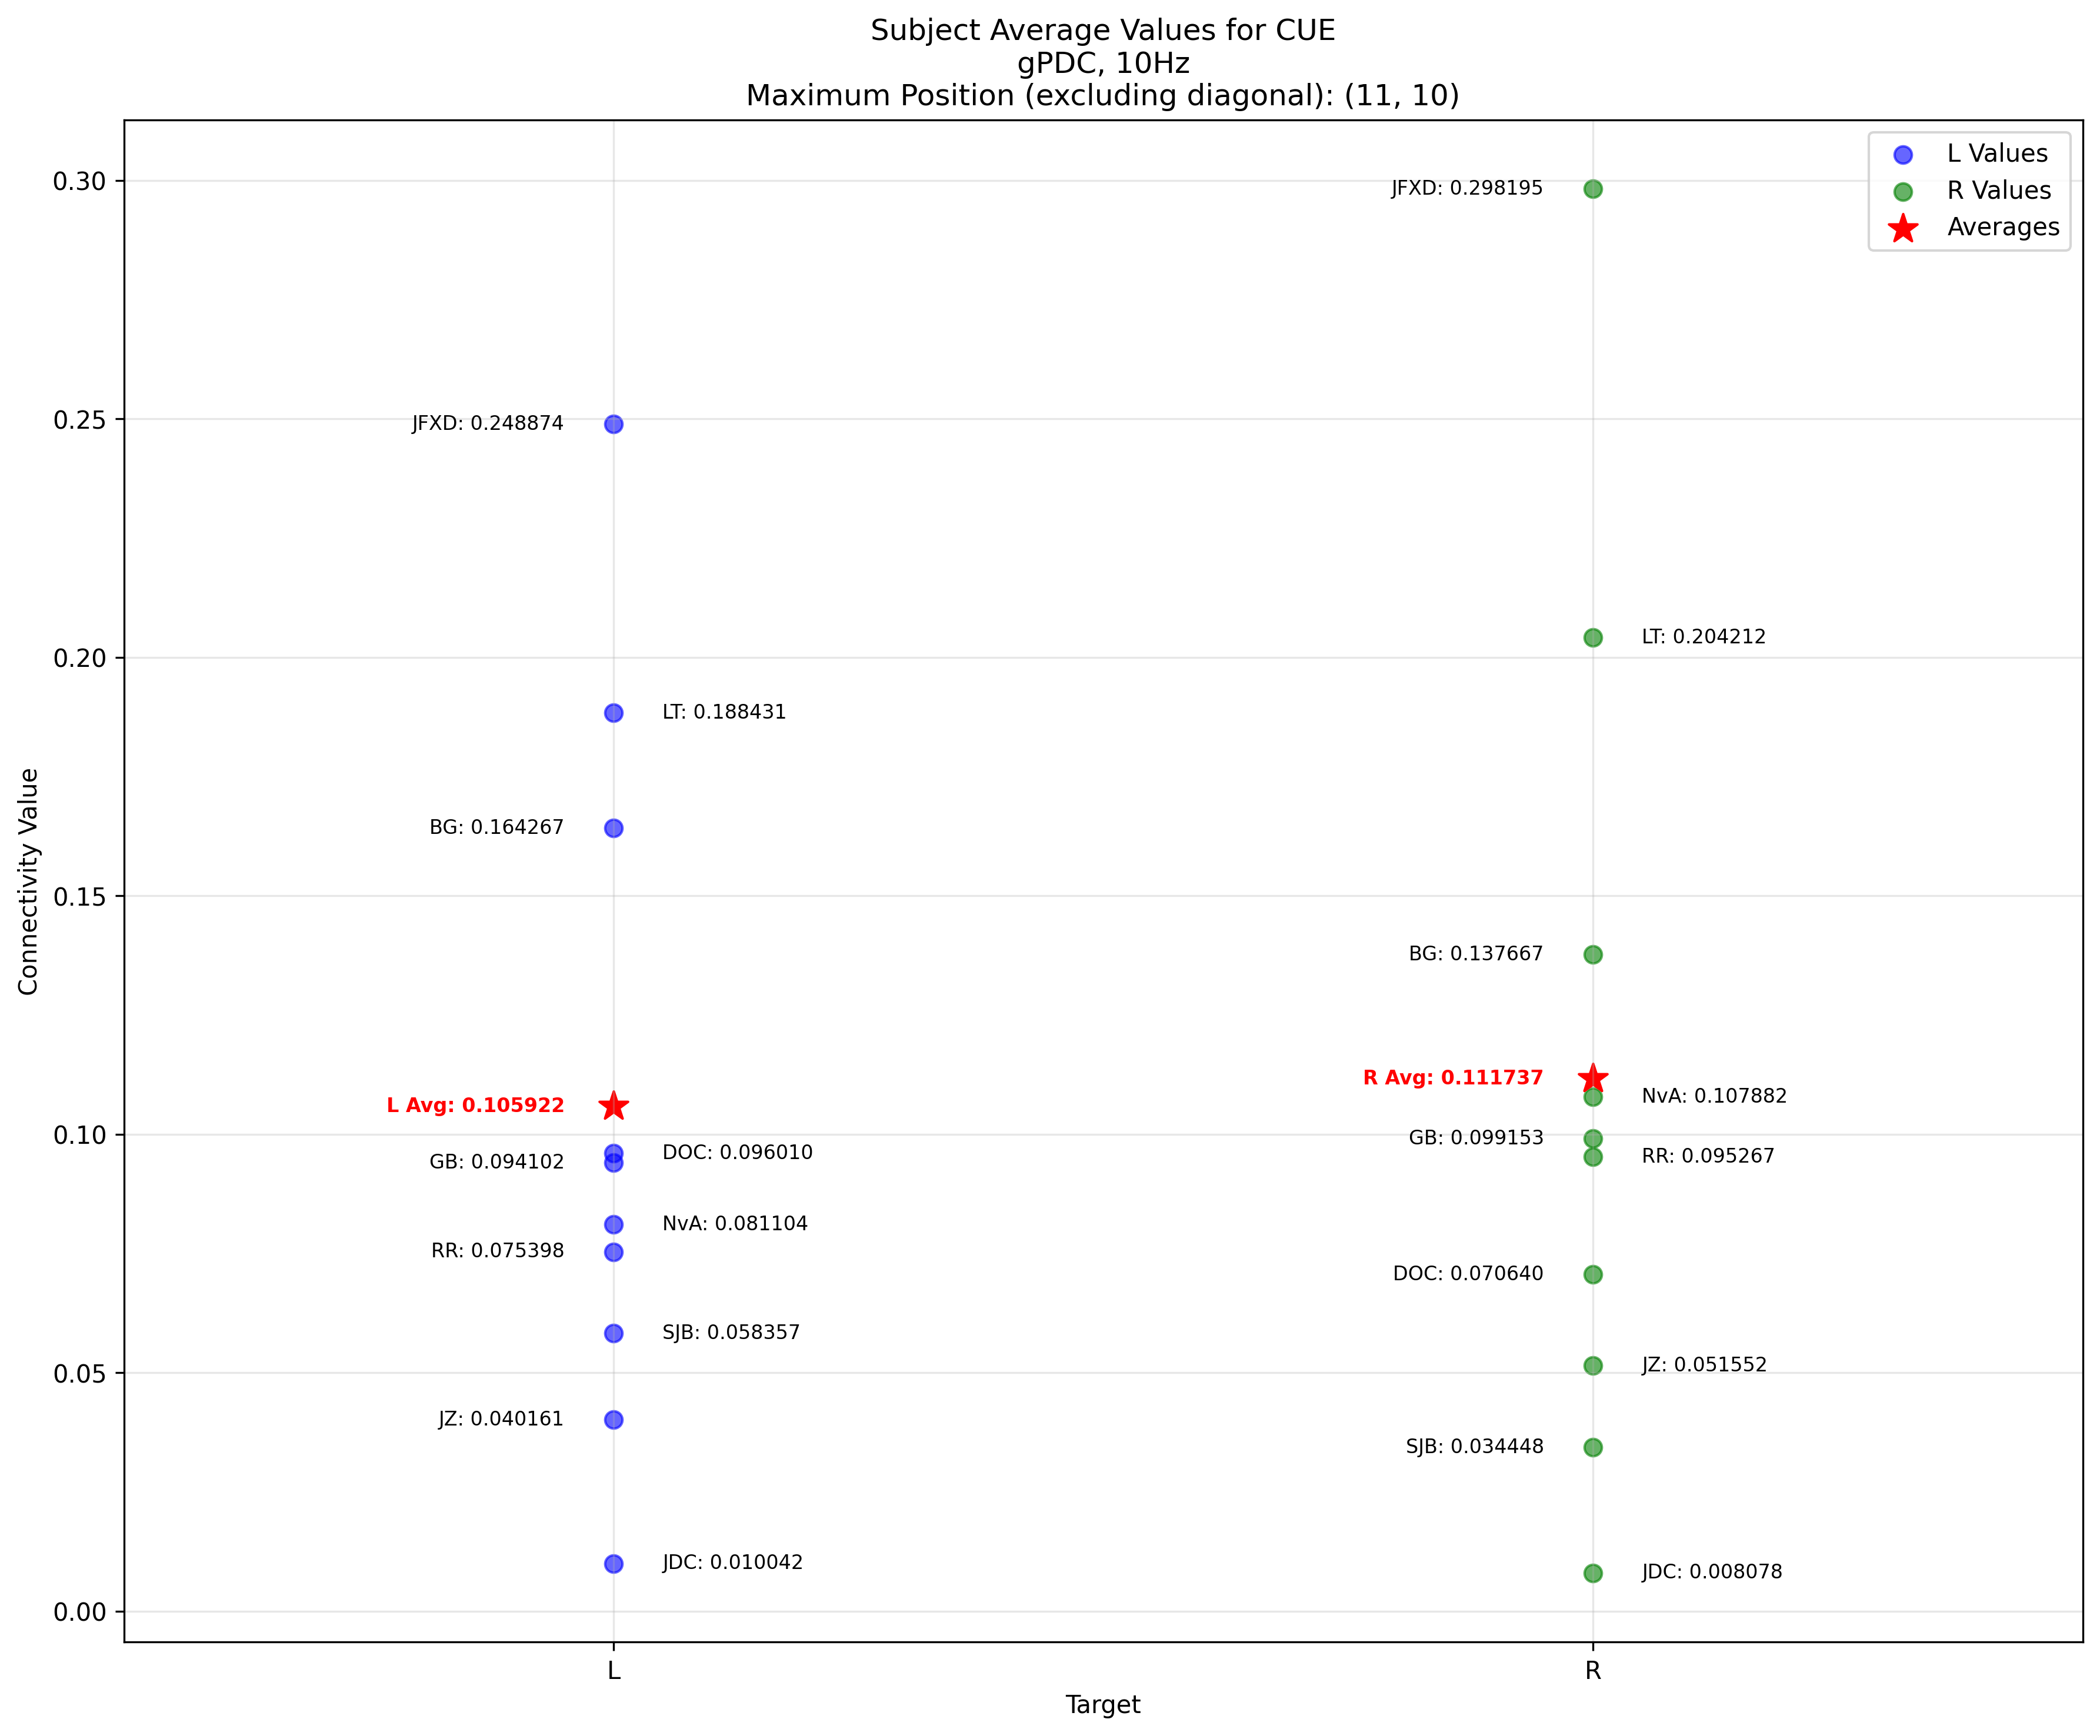 Subject Average Values for CUE
gPDC, 10Hz
Maximum Position (excluding diagonal): (11, 10)
L Values
R Values
Averages
Connectivity Value
0.30
0.25
0.20
0.15
0.10
0.05
0.00
JFXD: 0.248874
LT: 0.188431
BG: 0.164267
L Avg: 0.105922
DOC: 0.096010
GB: 0.094102
NvA: 0.081104
RR: 0.075398
SJB: 0.058357
JZ: 0.040161
JDC: 0.010042
JFXD: 0.298195
LT: 0.204212
BG: 0.137667
R Avg: 0.111737
NvA: 0.107882
GB: 0.099153
RR: 0.095267
DOC: 0.070640
JZ: 0.051552
SJB: 0.034448
JDC: 0.008078
L
R
Target